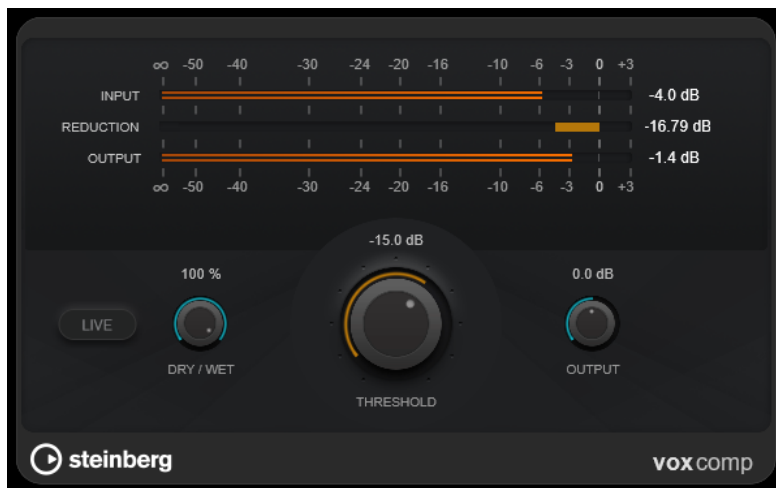 ∞ -50 -40 -30 -24 -20 -16 -10 -6 -3 0 +3
INPUT -4.0 dB
REDUCTION -16.79 dB
OUTPUT -1.4 dB
∞ -50 -40 -30 -24 -20 -16 -10 -6 -3 0 +3
-15.0 dB
100 % 0.0 dB
LIVE
DRY / WET OUTPUT
THRESHOLD
steinberg voxcomp